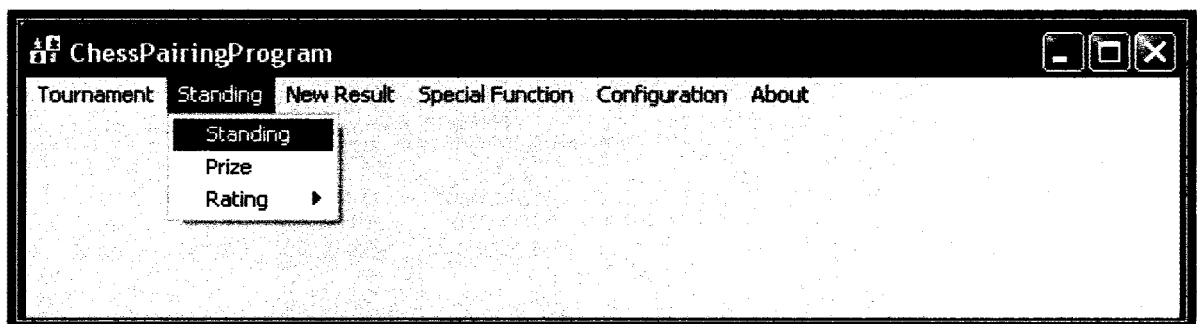 ChessPairingProgram
Tournament Standing New Result Special Function Configuration About
Standing
Prize
Rating